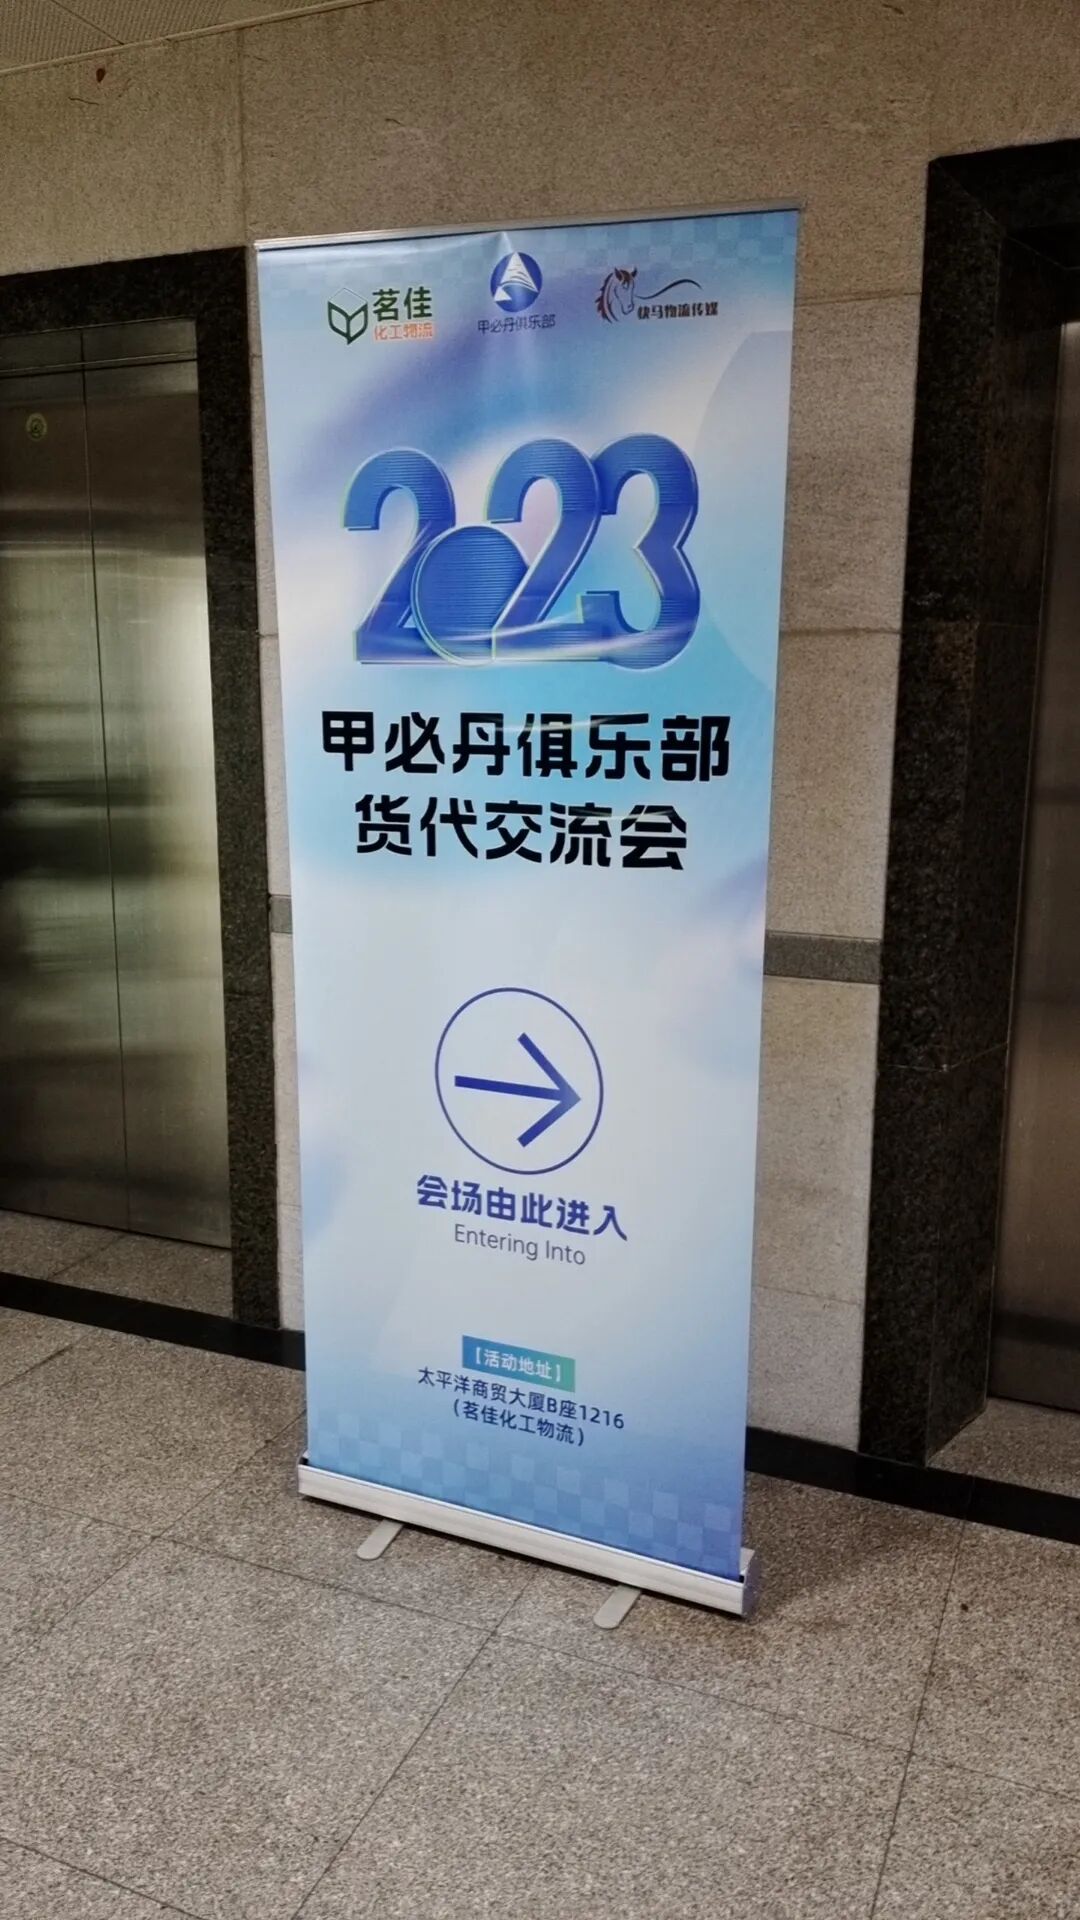 茗佳
化工物流
甲必丹俱乐部
快马物流传媒
2023
甲必丹俱乐部
货代交流会
会场由此进入
Entering Into
【活动地址】
太平洋商贸大厦B座1216
（茗佳化工物流）